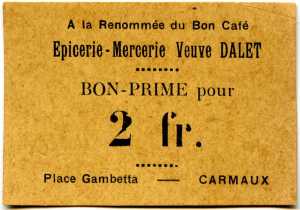 A la Renommée du Bon Café
Epicerie - Mercerie Veuve DALET
BON-PRIME pour
2 fr.
Place Gambetta — CARMAUX